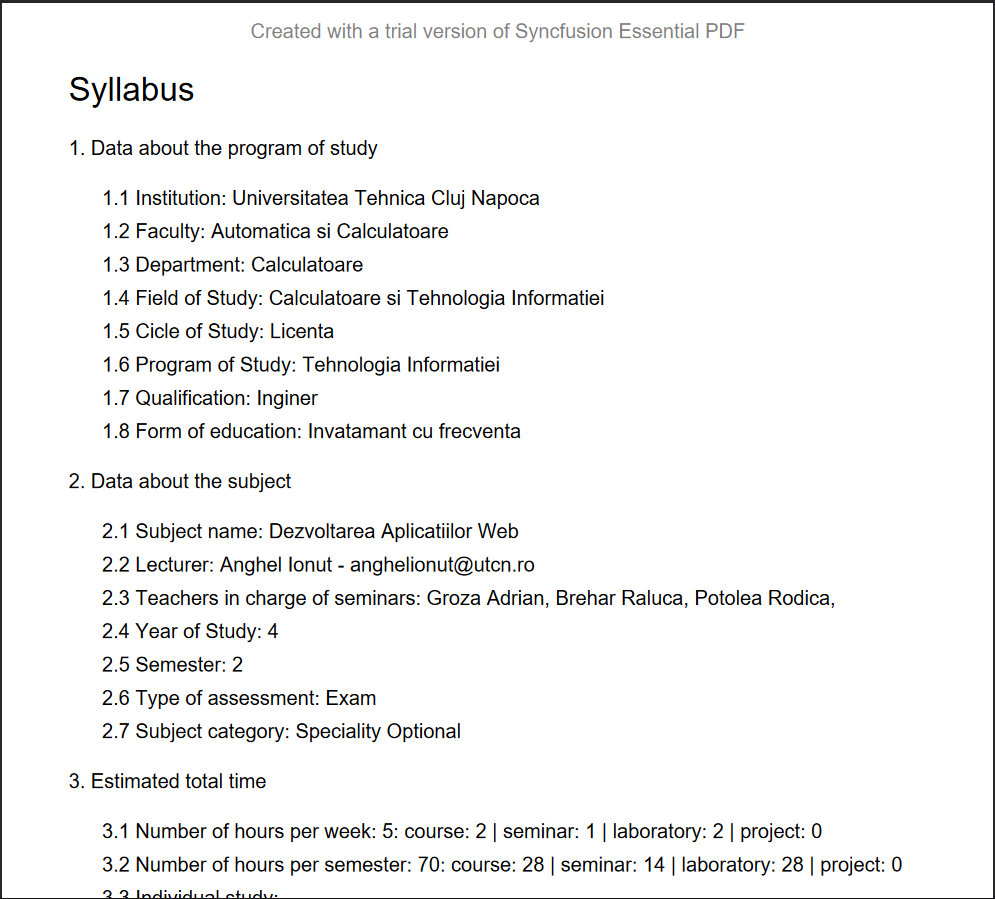 Created with a trial version of Syncfusion Essential PDF
Syllabus
1. Data about the program of study
1.1 Institution: Universitatea Tehnica Cluj Napoca
1.2 Faculty: Automatica si Calculatoare
1.3 Department: Calculatoare
1.4 Field of Study: Calculatoare si Tehnologia Informatiei
1.5 Cicle of Study: Licenta
1.6 Program of Study: Tehnologia Informatiei
1.7 Qualification: Inginer
1.8 Form of education: Invatamant cu frecventa
2. Data about the subject
2.1 Subject name: Dezvoltarea Aplicatiilor Web
2.2 Lecturer: Anghel Ionut - anghelionut@utcn.ro
2.3 Teachers in charge of seminars: Groza Adrian, Brehar Raluca, Potolea Rodica,
2.4 Year of Study: 4
2.5 Semester: 2
2.6 Type of assessment: Exam
2.7 Subject category: Speciality Optional
3. Estimated total time
3.1 Number of hours per week: 5: course: 2 | seminar: 1 | laboratory: 2 | project: 0
3.2 Number of hours per semester: 70: course: 28 | seminar: 14 | laboratory: 28 | project: 0
3.3 Individual study: